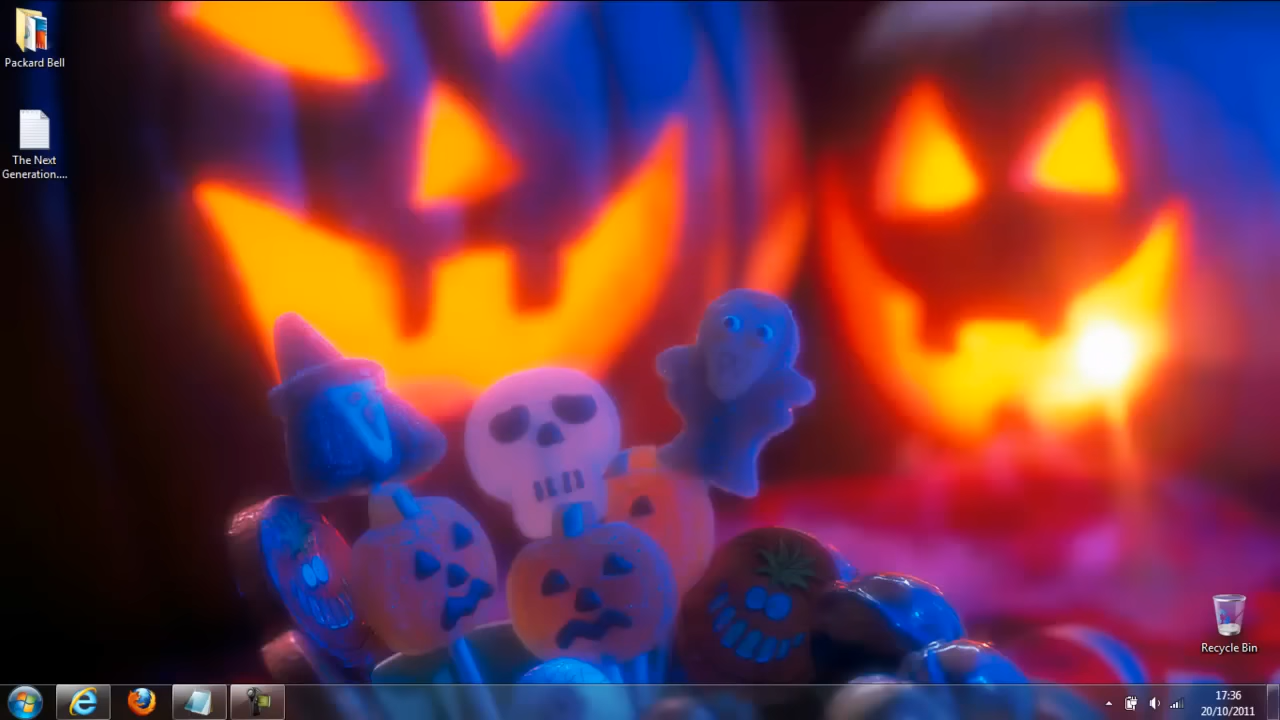 Packard Bell
The Next
Generation....
Recycle Bin
17:36
20/10/2011